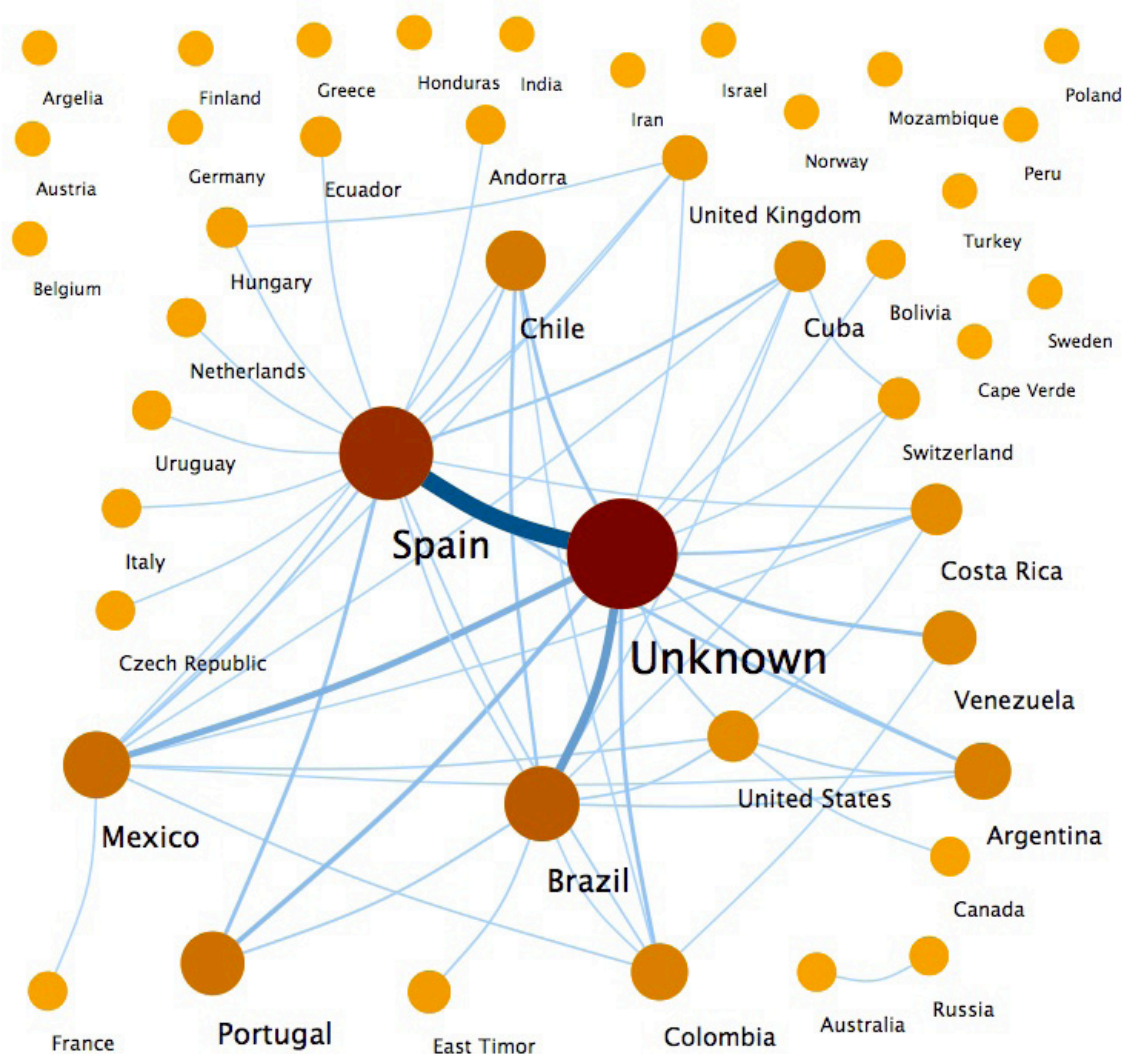 Argelia
Finland
Greece
Honduras
India
Iran
Israel
Mozambique
Poland
Austria
Germany
Ecuador
Andorra
Norway
Peru
United Kingdom
Turkey
Belgium
Hungary
Chile
Cuba
Bolivia
Sweden
Netherlands
Cape Verde
Uruguay
Switzerland
Spain
Italy
Costa Rica
Czech Republic
Unknown
Venezuela
Mexico
United States
Argentina
Brazil
Canada
France
Portugal
East Timor
Colombia
Australia
Russia